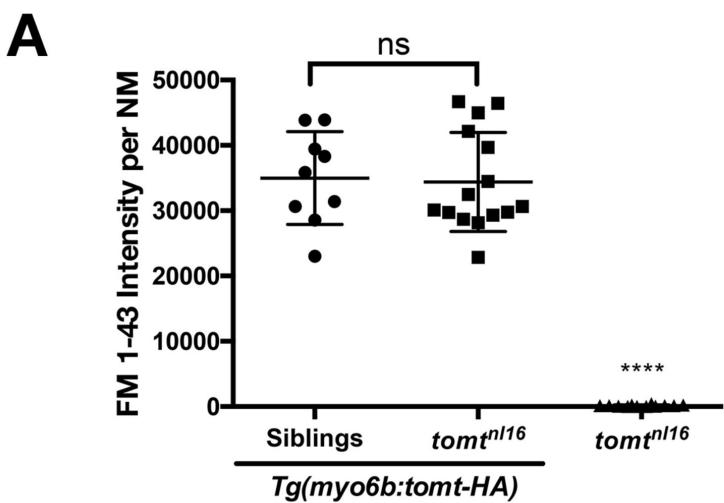 A
ns
FM 1-43 Intensity per NM
50000
40000
30000
20000
10000
0
****
Siblings tomtnl16 tomtnl16
Tg(myo6b:tomt-HA)